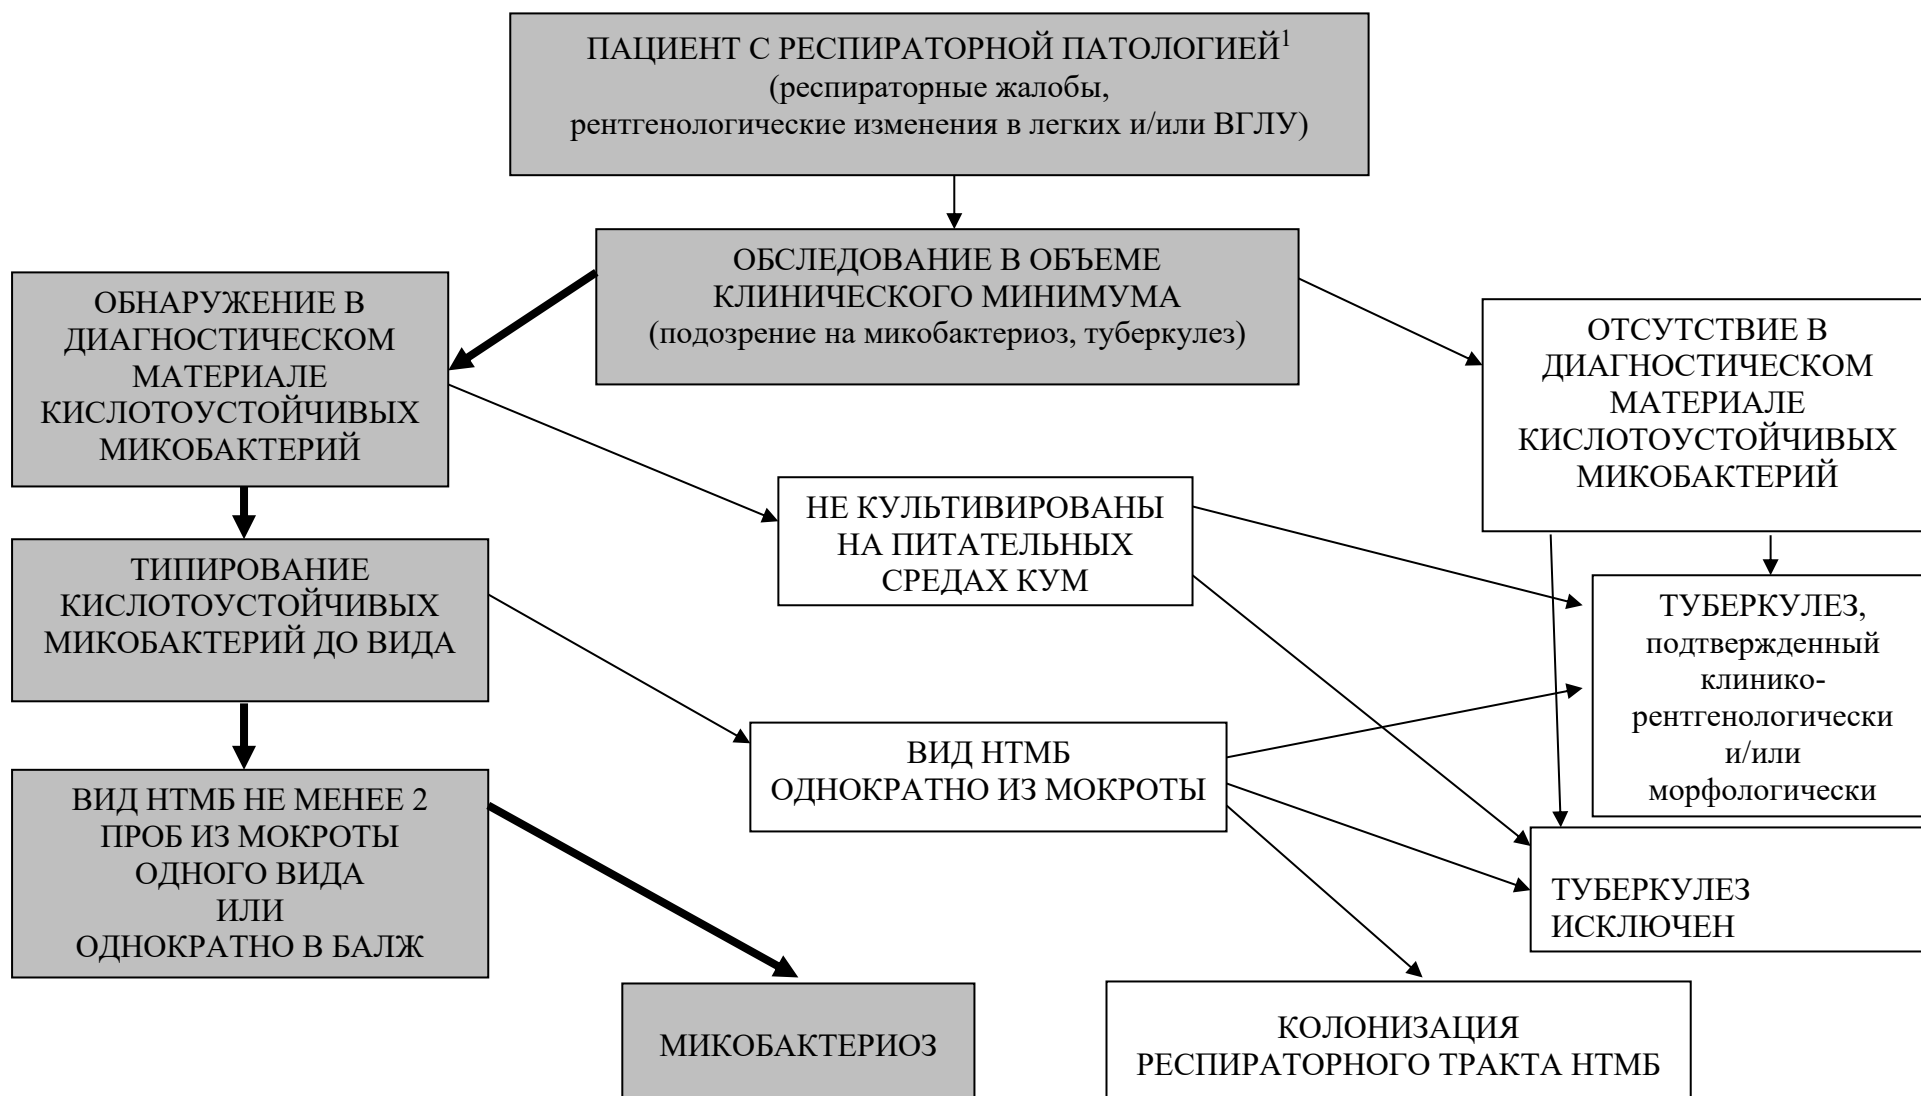 ПАЦИЕНТ С РЕСПИРАТОРНОЙ ПАТОЛОГИЕЙ¹
(респираторные жалобы,
рентгенологические изменения в легких и/или ВГЛУ)
ОБСЛЕДОВАНИЕ В ОБЪЕМЕ
КЛИНИЧЕСКОГО МИНИМУМА
(подозрение на микобактериоз, туберкулез)
ОБНАРУЖЕНИЕ В
ДИАГНОСТИЧЕСКОМ
МАТЕРИАЛЕ
КИСЛОТОУСТОЙЧИВЫХ
МИКОБАКТЕРИЙ
ОТСУТСТВИЕ В
ДИАГНОСТИЧЕСКОМ
МАТЕРИАЛЕ
КИСЛОТОУСТОЙЧИВЫХ
МИКОБАКТЕРИЙ
НЕ КУЛЬТИВИРОВАНЫ
НА ПИТАТЕЛЬНЫХ
СРЕДАХ КУМ
ТИПИРОВАНИЕ
КИСЛОТОУСТОЙЧИВЫХ
МИКОБАКТЕРИЙ ДО ВИДА
ТУБЕРКУЛЕЗ,
подтвержденный
клинико-
рентгенологически
и/или
морфологически
ВИД НТМБ
ОДНОКРАТНО ИЗ МОКРОТЫ
ВИД НТМБ НЕ МЕНЕЕ 2
ПРОБ ИЗ МОКРОТЫ
ОДНОГО ВИДА
ИЛИ
ОДНОКРАТНО В БАЛЖ
ТУБЕРКУЛЕЗ
ИСКЛЮЧЕН
МИКОБАКТЕРИОЗ
КОЛОНИЗАЦИЯ
РЕСПИРАТОРНОГО ТРАКТА НТМБ